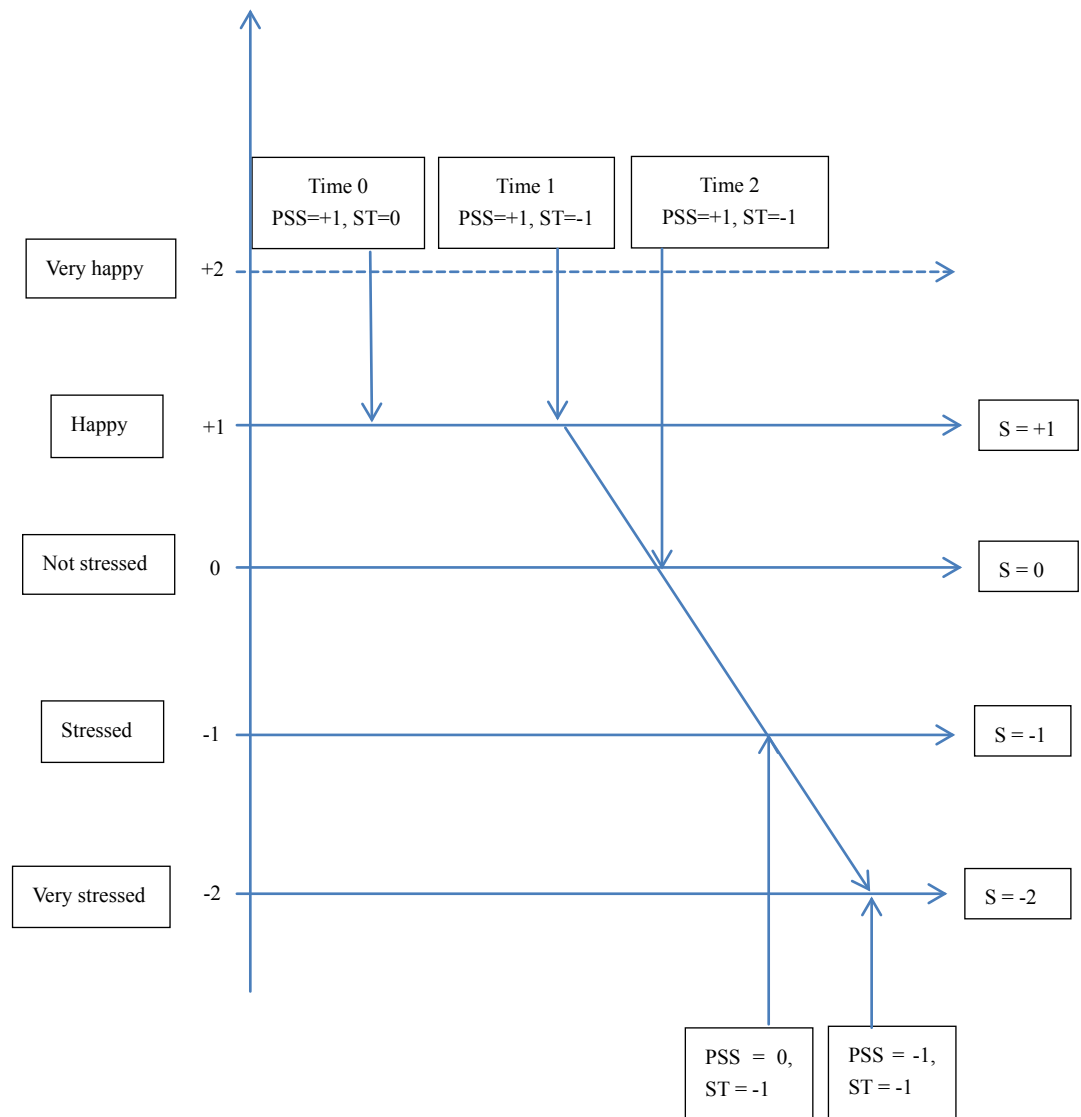 Time 0
PSS=+1, ST=0
Time 1
PSS=+1, ST=-1
Time 2
PSS=+1, ST=-1
Very happy
+2
Happy
+1
S = +1
Not stressed
0
S = 0
Stressed
-1
S = -1
Very stressed
-2
S = -2
PSS = 0,
ST = -1
PSS = -1,
ST = -1